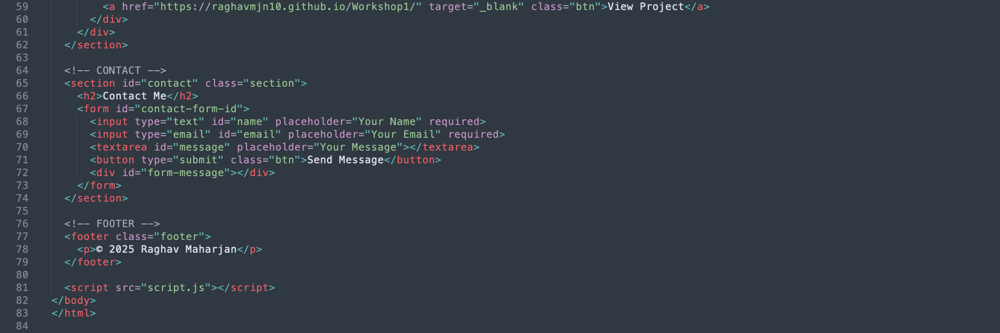 59 <a href="https://raghavmjn10.github.io/Workshop1/" target="_blank" class="btn">View Project</a>
60 </div>
61 </div>
62 </section>
63
64 <!-- CONTACT -->
65 <section id="contact" class="section">
66 <h2>Contact Me</h2>
67 <form id="contact-form-id">
68 <input type="text" id="name" placeholder="Your Name" required>
69 <input type="email" id="email" placeholder="Your Email" required>
70 <textarea id="message" placeholder="Your Message"></textarea>
71 <button type="submit" class="btn">Send Message</button>
72 <div id="form-message"></div>
73 </form>
74 </section>
75
76 <!-- FOOTER -->
77 <footer class="footer">
78 <p>© 2025 Raghav Maharjan</p>
79 </footer>
80
81 <script src="script.js"></script>
82 </body>
83 </html>
84